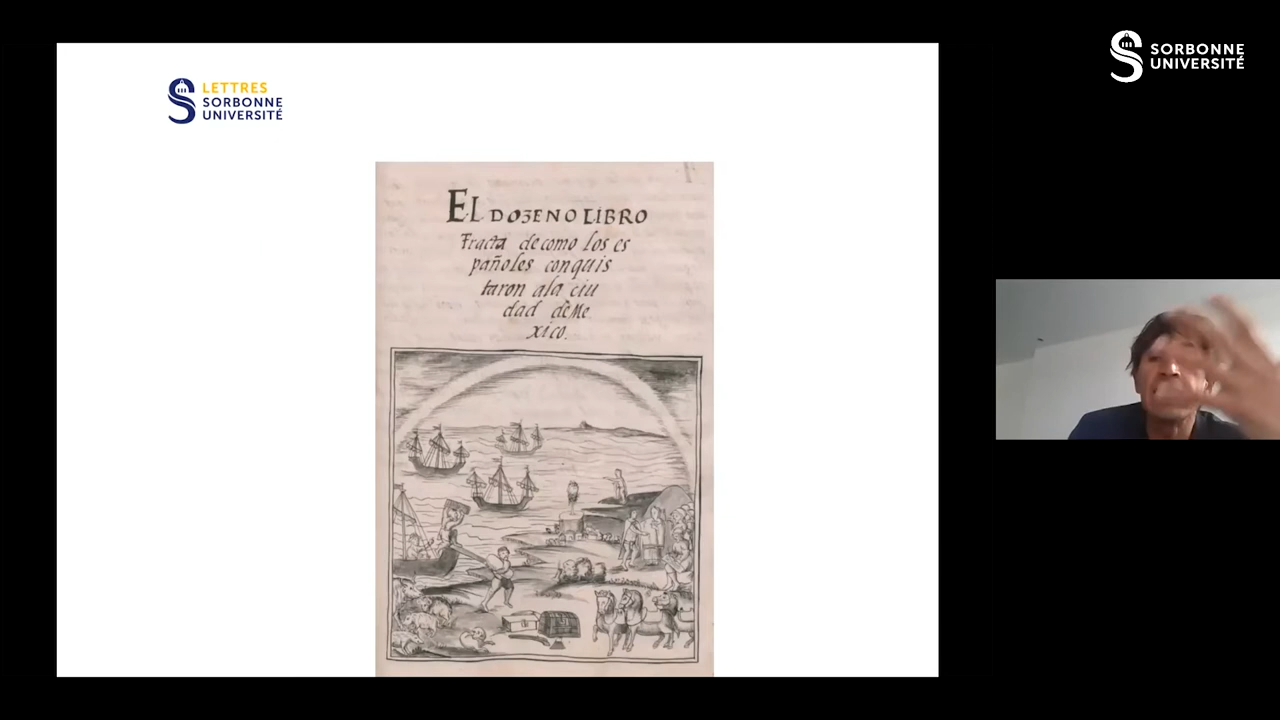 LETTRES
SORBONNE
UNIVERSITÉ
SORBONNE
UNIVERSITÉ
EL DOZENO LIBRO
Tracta de como los es
pañoles conquis
taron ala ciu
dad de Me
xico.